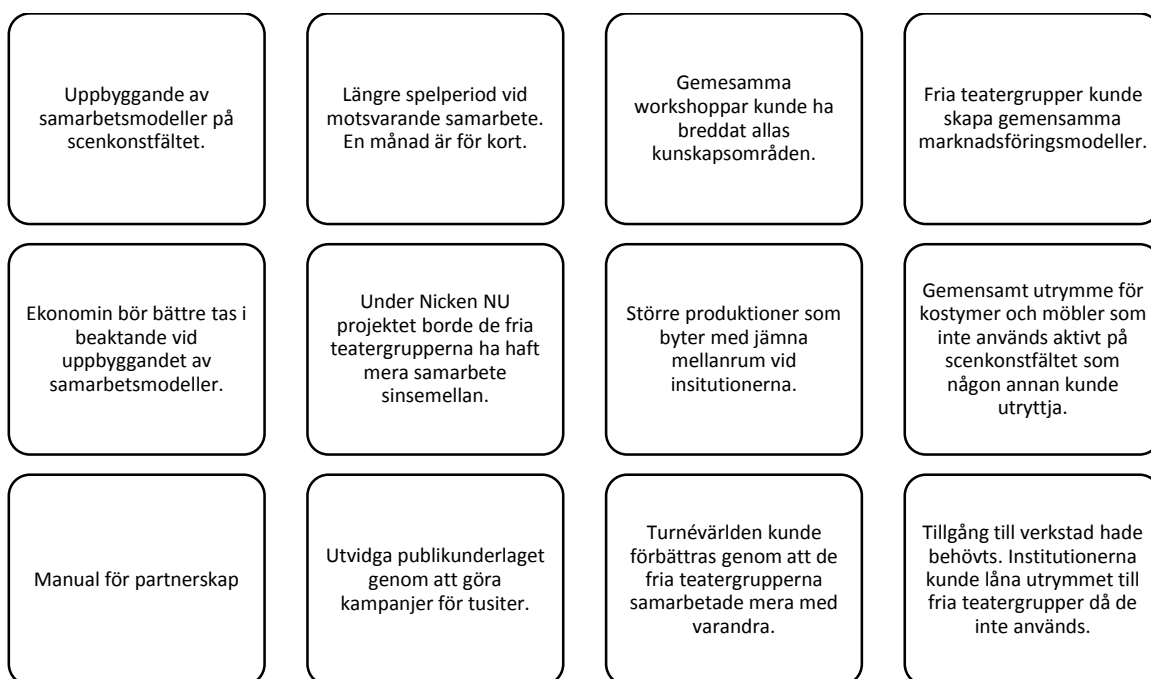 Uppbyggande av
samarbetsmodeller på
scenkonstfältet.
Längre spelperiod vid
motsvarande samarbete.
En månad är för kort.
Gemesamma
workshoppar kunde ha
breddat allas
kunskapsområden.
Fria teatergrupper kunde
skapa gemensamma
marknadsföringsmodeller.
Ekonomin bör bättre tas i
beaktande vid
uppbyggandet av
samarbetsmodeller.
Under Nicken NU
projektet borde de fria
teatergrupperna ha haft
mera samarbete
sinsemellan.
Större produktioner som
byter med jämna
mellanrum vid
insitutionerna.
Gemensamt utrymme för
kostymer och möbler som
inte används aktivt på
scenkonstfältet som
någon annan kunde
utryttja.
Manual för partnerskap
Utvidga publikunderlaget
genom att göra
kampanjer för tusiter.
Turnévärlden kunde
förbättras genom att de
fria teatergrupperna
samarbetade mera med
varandra.
Tillgång till verkstad hade
behövts. Institutionerna
kunde låna utrymmet till
fria teatergrupper då de
inte används.